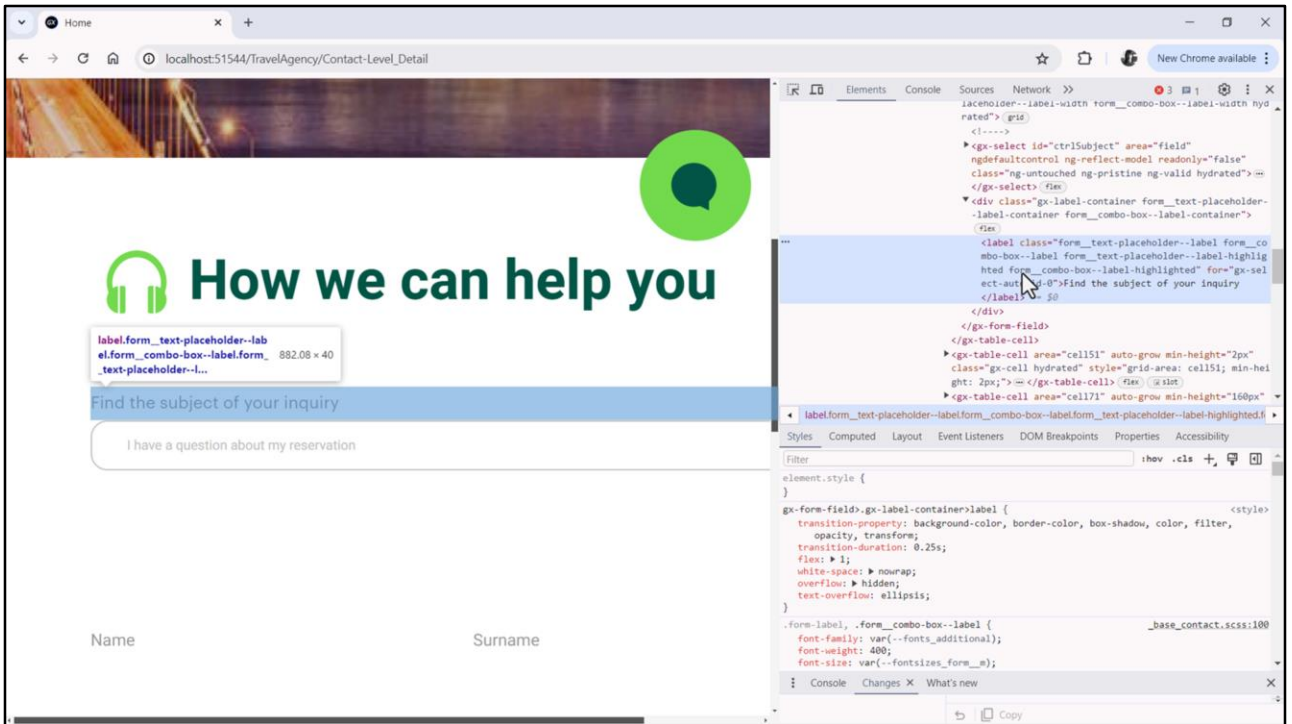 Home
localhost:51544/TravelAgency/Contact-Level_Detail
New Chrome available
How we can help you
label.form__text-placeholder--lab
el.form__combo-box--label.form_
_text-placeholder--l...
882.08 × 40
Find the subject of your inquiry
I have a question about my reservation
Name Surname
Elements Console Sources Network >> 3 1
laceholder--label-width form__combo-box--label-width hyd
rated"> grid
<!---->
<gx-select id="ctrlSubject" area="field"
ngdefaultcontrol ng-reflect-model readonly="false"
class="ng-untouched ng-pristine ng-valid hydrated">
</gx-select> flex
<div class="gx-label-container form__text-placeholder-
-label-container form__combo-box--label-container">
flex
<label class="form__text-placeholder--label form__co
mbo-box--label form__text-placeholder--label-highlig
hted form__combo-box--label-highlighted" for="gx-sel
-0">Find the subject of your inquiry
</label> == $0
</div>
</gx-form-field>
</gx-table-cell>
<gx-table-cell area="cell51" auto-grow min-height="2px"
class="gx-cell hydrated" style="grid-area: cell51; min-hei
ght: 2px;"> </gx-table-cell> flex slot
<gx-table-cell area="cell71" auto-grow min-height="160px"
label.form__text-placeholder--label.form__combo-box--label.form__text-placeholder--label-highlighted.f
Styles Computed Layout Event Listeners DOM Breakpoints Properties Accessibility
Filter :hov .cls +
element.style {
}
gx-form-field>.gx-label-container>label { <style>
transition-property: background-color, border-color, box-shadow, color, filter,
opacity, transform;
transition-duration: 0.25s;
flex: 1;
white-space: nowrap;
overflow: hidden;
text-overflow: ellipsis;
}
.form-label, .form__combo-box--label { _base_contact.scss:100
font-family: var(--fonts_additional);
font-weight: 400;
font-size: var(--fontsizes_form__m);
Console Changes × What's new
Copy